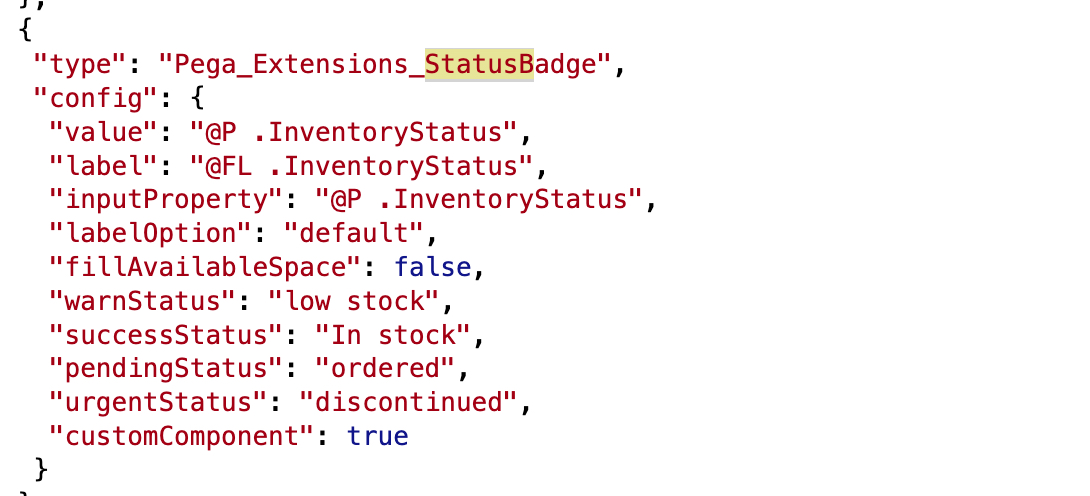 },
{
"type": "Pega_Extensions_StatusBadge",
"config": {
"value": "@P .InventoryStatus",
"label": "@FL .InventoryStatus",
"inputProperty": "@P .InventoryStatus",
"labelOption": "default",
"fillAvailableSpace": false,
"warnStatus": "low stock",
"successStatus": "In stock",
"pendingStatus": "ordered",
"urgentStatus": "discontinued",
"customComponent": true
}
}